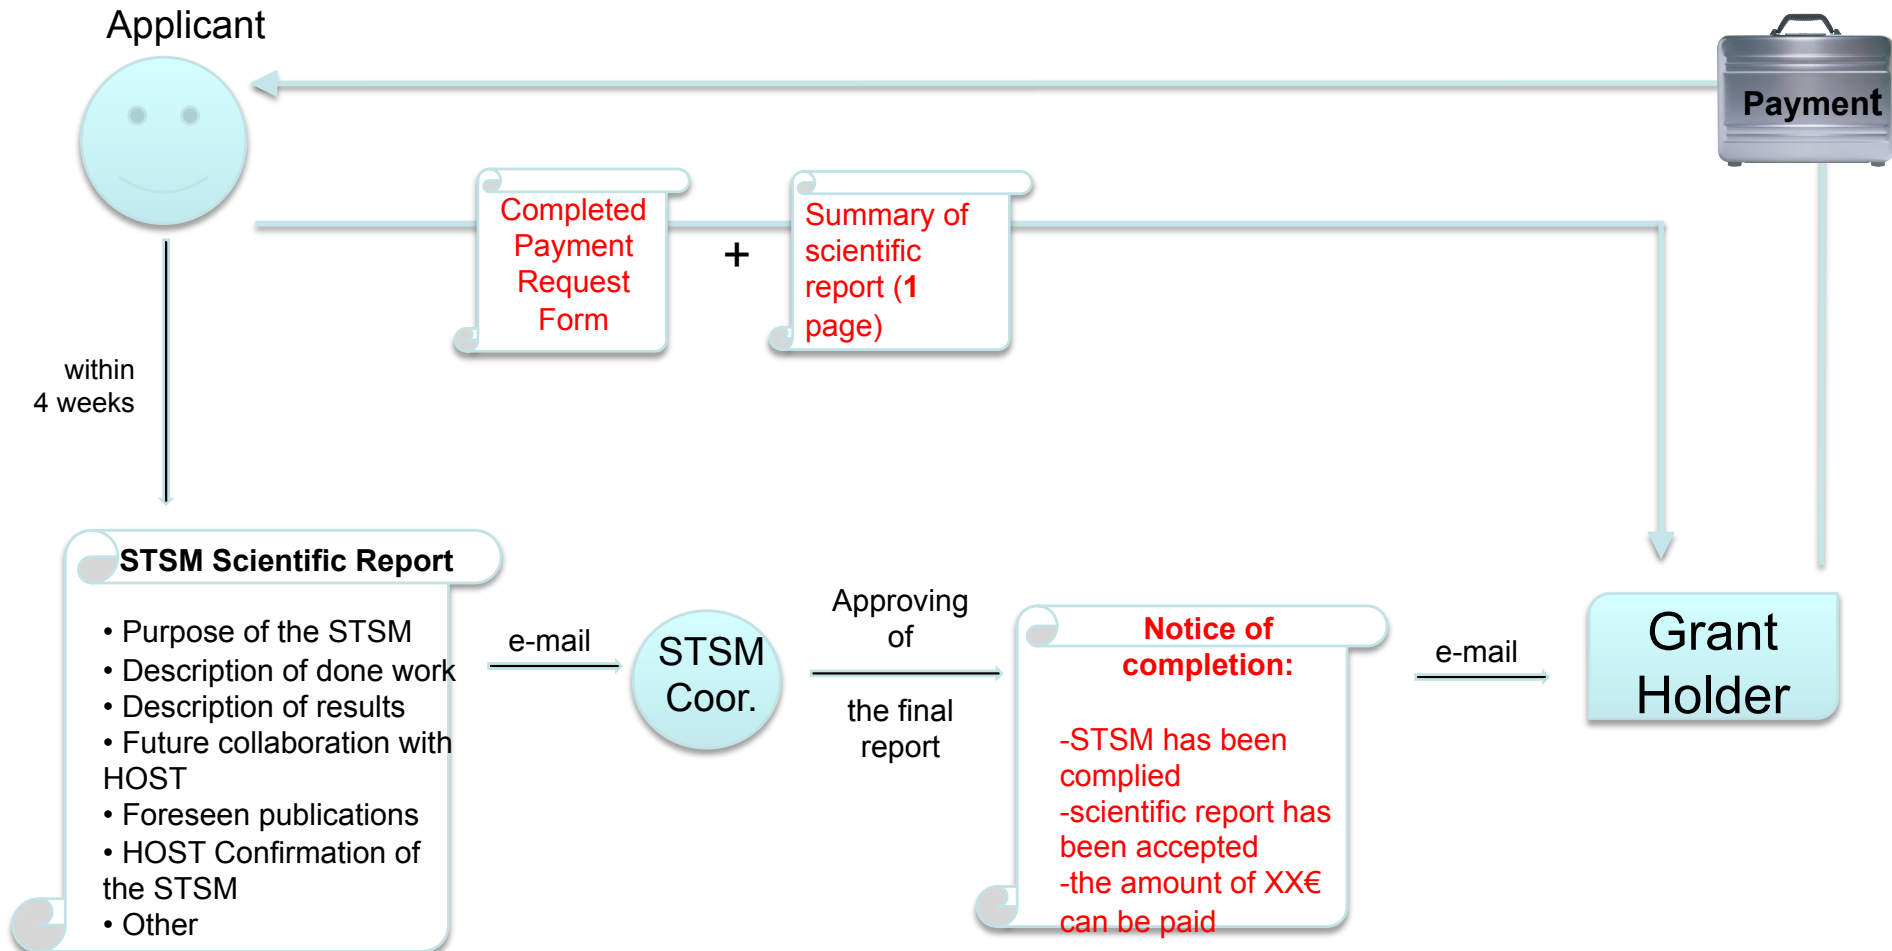 Applicant
Payment
Completed
Payment
Request
Form
+
Summary of
scientific
report (1
page)
within
4 weeks
STSM Scientific Report
• Purpose of the STSM
• Description of done work
• Description of results
• Future collaboration with
HOST
• Foreseen publications
• HOST Confirmation of
the STSM
• Other
e-mail
STSM
Coor.
Approving
of
the final
report
Notice of
completion:
-STSM has been
complied
-scientific report has
been accepted
-the amount of XX€
can be paid
e-mail
Grant
Holder